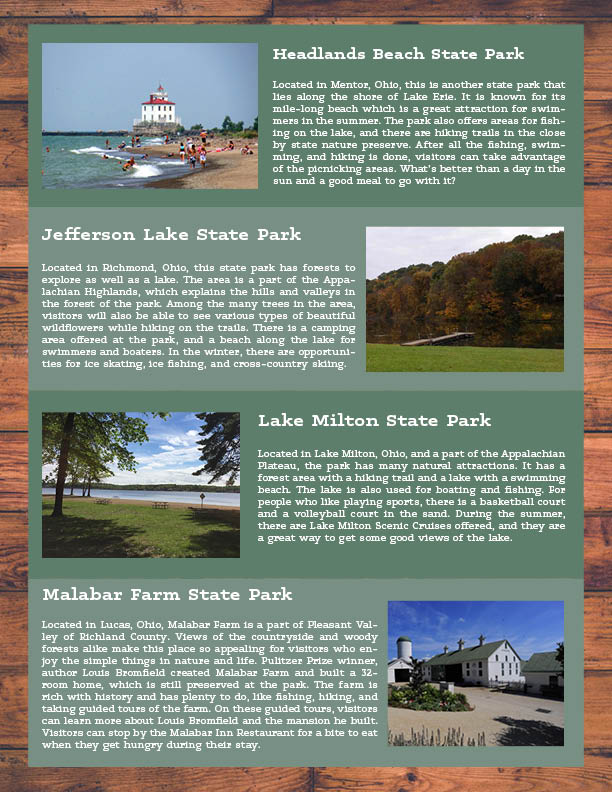 Headlands Beach State Park
Located in Mentor, Ohio, this is another state park that
lies along the shore of Lake Erie. It is known for its
mile-long beach which is a great attraction for swim-
mers in the summer. The park also offers areas for fish-
ing on the lake, and there are hiking trails in the close
by state nature preserve. After all the fishing, swim-
ming, and hiking is done, visitors can take advantage
of the picnicking areas. What's better than a day in the
sun and a good meal to go with it?
Jefferson Lake State Park
Located in Richmond, Ohio, this state park has forests to
explore as well as a lake. The area is a part of the Appa-
lachian Highlands, which explains the hills and valleys in
the forest of the park. Among the many trees in the area,
visitors will also be able to see various types of beautiful
wildflowers while hiking on the trails. There is a camping
area offered at the park, and a beach along the lake for
swimmers and boaters. In the winter, there are opportuni-
ties for ice skating, ice fishing, and cross-country skiing.
Lake Milton State Park
Located in Lake Milton, Ohio, and a part of the Appalachian
Plateau, the park has many natural attractions. It has a
forest area with a hiking trail and a lake with a swimming
beach. The lake is also used for boating and fishing. For
people who like playing sports, there is a basketball court
and a volleyball court in the sand. During the summer,
there are Lake Milton Scenic Cruises offered, and they are
a great way to get some good views of the lake.
Malabar Farm State Park
Located in Lucas, Ohio, Malabar Farm is a part of Pleasant Val-
ley of Richland County. Views of the countryside and woody
forests alike make this place so appealing for visitors who en-
joy the simple things in nature and life. Pulitzer Prize winner,
author Louis Bromfield created Malabar Farm and built a 32-
room home, which is still preserved at the park. The farm is
rich with history and has plenty to do, like fishing, hiking, and
taking guided tours of the farm. On these guided tours, visitors
can learn more about Louis Bromfield and the mansion he built.
Visitors can stop by the Malabar Inn Restaurant for a bite to eat
when they get hungry during their stay.